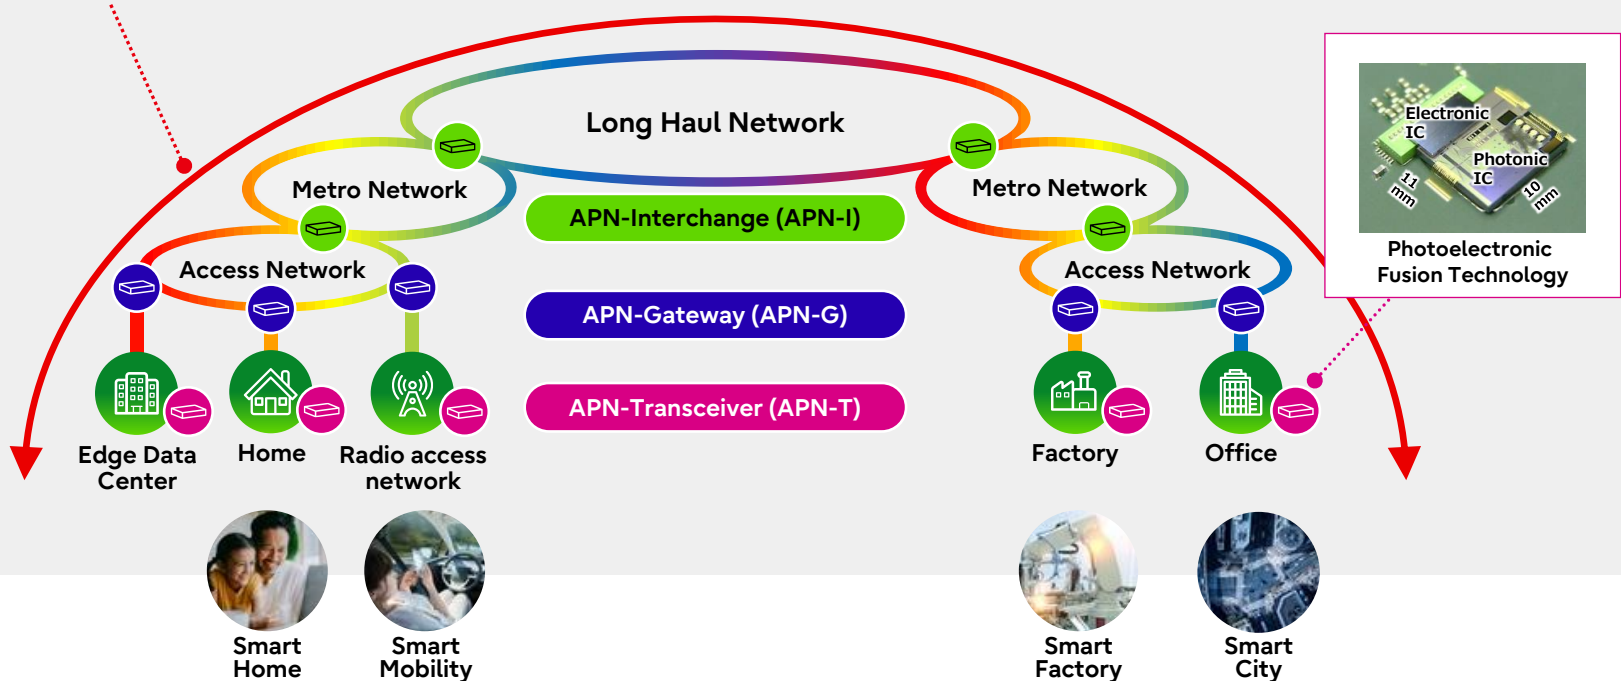 Long Haul Network
Metro Network
Metro Network
APN-Interchange (APN-I)
Access Network
Access Network
APN-Gateway (APN-G)
APN-Transceiver (APN-T)
Edge Data
Center
Home
Radio access
network
Factory
Office
Smart
Home
Smart
Mobility
Smart
Factory
Smart
City
Electronic
IC
Photonic
IC
11
mm
10
mm
Photoelectronic
Fusion Technology